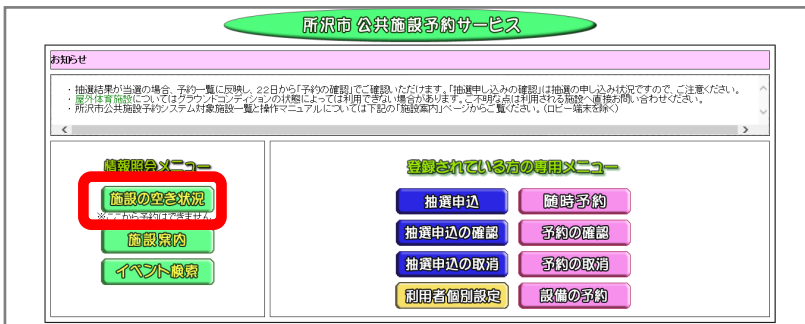 所沢市 公共施設予約サービス
お知らせ
・抽選結果が当選の場合、予約一覧に反映し、22日から「予約の確認」でご確認いただけます。「抽選申し込みの確認」は抽選の申し込み状況ですので、ご注意ください。
・屋外体育施設についてはグラウンドコンディションの状態によっては利用できない場合があります。ご不明な点は利用される施設へ直接お問い合わせください。
・所沢市公共施設予約システム対象施設一覧と操作マニュアルについては下記の「施設案内」ページからご覧ください。(ロビー端末を除く)
情報照会メニュー
施設の空き状況
※ここから予約はできません
施設案内
イベント検索
登録されている方の専用メニュー
抽選申込
随時予約
抽選申込の確認
予約の確認
抽選申込の取消
予約の取消
利用者個別設定
設備の予約